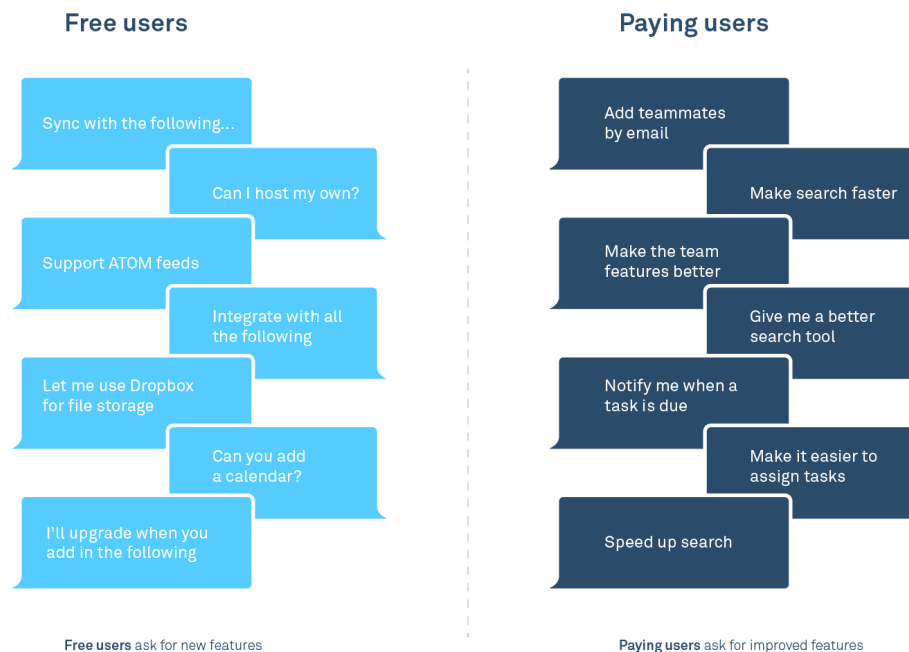 Free users
Sync with the following...
Can I host my own?
Support ATOM feeds
Integrate with all
the following
Let me use Dropbox
for file storage
Can you add
a calendar?
I'll upgrade when you
add in the following
Free users ask for new features
Paying users
Add teammates
by email
Make search faster
Make the team
features better
Give me a better
search tool
Notify me when a
task is due
Make it easier to
assign tasks
Speed up search
Paying users ask for improved features